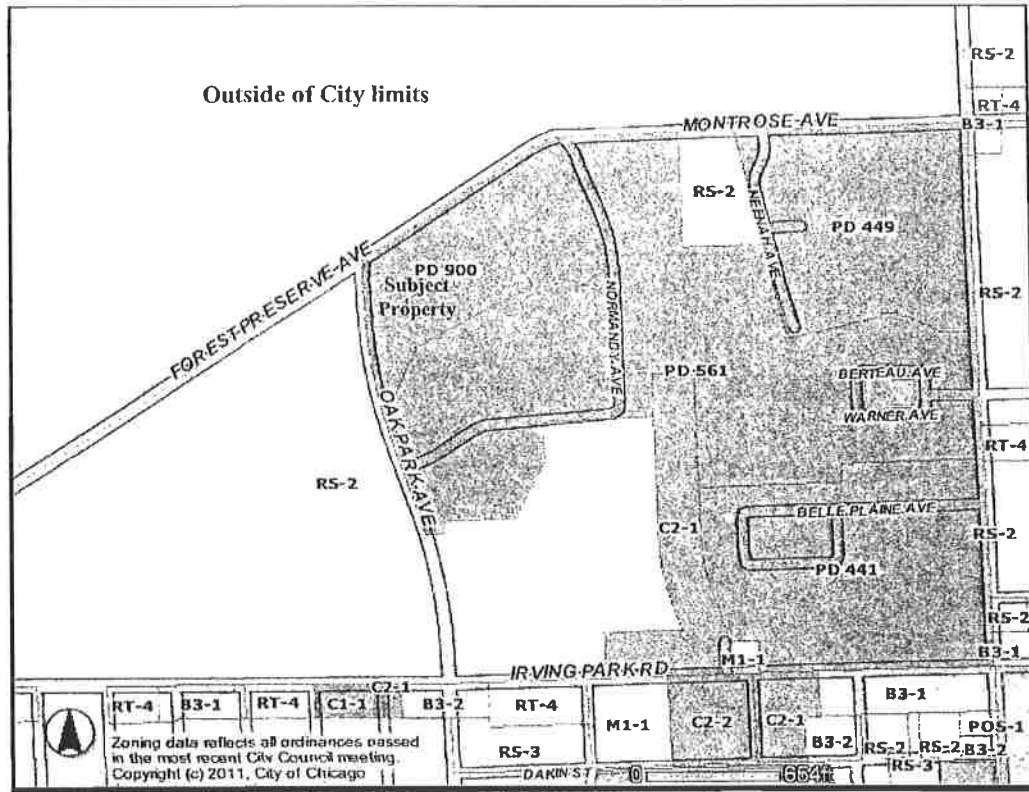 RS-2
Outside of City limits
RT-4
MONTROSE AVE
B3-1
RS-2
NEENAH AVE
PD 449
FOREST PRESERVE AVE
PD 900
Subject
Property
NORMANDY AVE
RS-2
PD 561
BERTEAU AVE
WARNER AVE
OAK PARK AVE
RT-4
RS-2
C2-1
BELLE PLAINE AVE
RS-2
PD 441
RS-2
B3-1
M1-1
IRVING PARK RD
C2-1
RT-4
B3-1
RT-4
C1-1
B3-2
RT-4
M1-1
C2-2
C2-1
B3-1
POS-1
B3-2
RS-2
RS-2
B3-2
RS-3
RS-3
DAKIN ST
0
664ft
Zoning data reflects all ordinances passed
in the most recent City Council meeting.
Copyright (c) 2011, City of Chicago